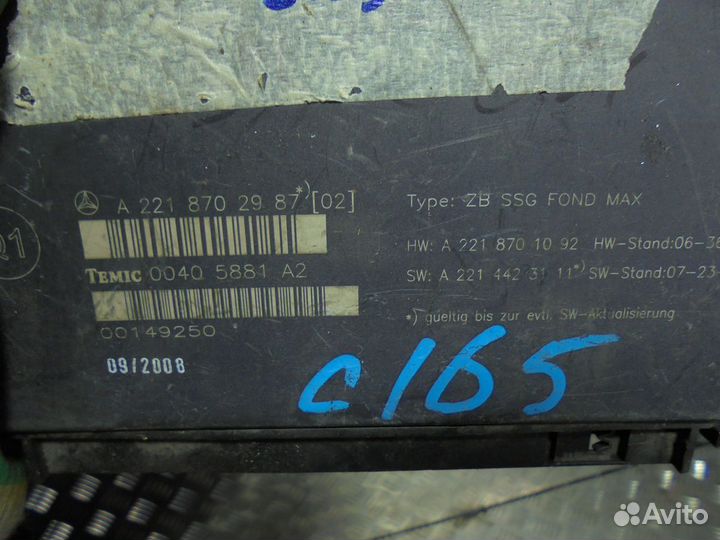 A 221 870 29 87*)[02]
Type: ZB SSG FOND MAX
HW: A 221 870 10 92 HW-Stand:06-36
TEMIC 0040 5881 A2
SW: A 221 442 31 11*) SW-Stand:07-23
00149250
*) gueltig bis zur evtl. SW-Aktualisierung
09/2008
c165
Avito